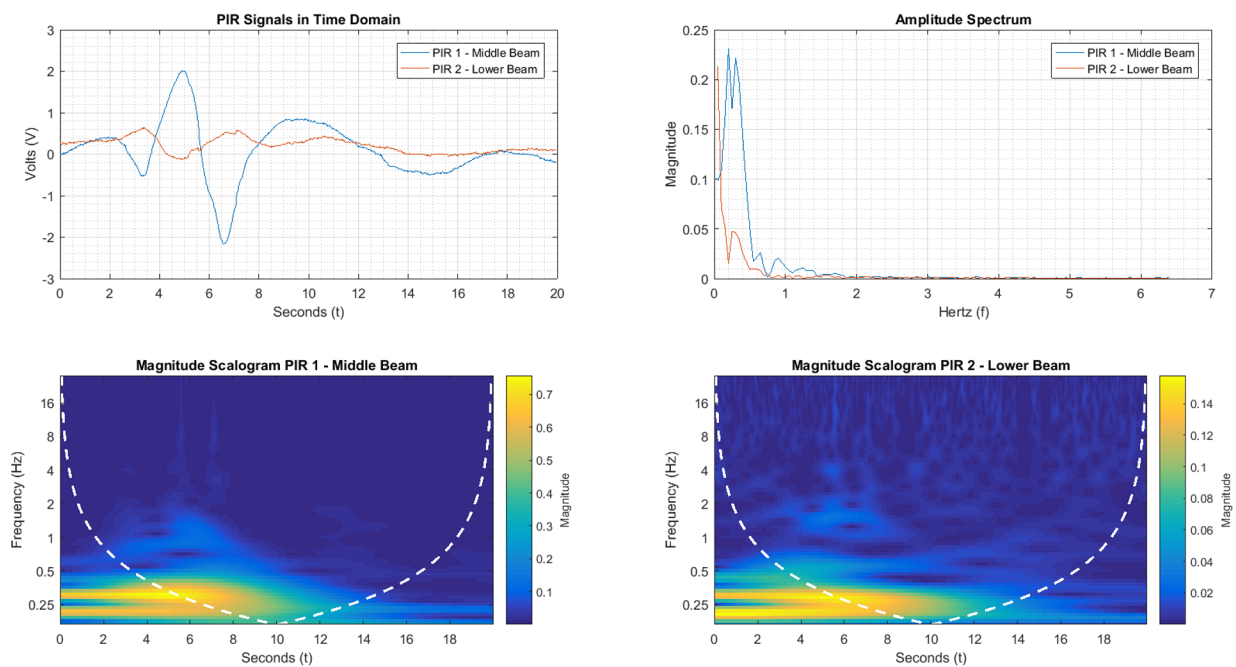 PIR Signals in Time Domain
3
2
1
0
-1
-2
-3
Volts (V)
PIR 1 - Middle Beam
PIR 2 - Lower Beam
0 2 4 6 8 10 12 14 16 18 20
Seconds (t)
Amplitude Spectrum
0.25
0.2
0.15
0.1
0.05
0
Magnitude
PIR 1 - Middle Beam
PIR 2 - Lower Beam
0 1 2 3 4 5 6 7
Hertz (f)
Magnitude Scalogram PIR 1 - Middle Beam
16
8
4
2
1
0.5
0.25
Frequency (Hz)
0 2 4 6 8 10 12 14 16 18
Seconds (t)
0.7
0.6
0.5
0.4
0.3
0.2
0.1
Magnitude
Magnitude Scalogram PIR 2 - Lower Beam
16
8
4
2
1
0.5
0.25
Frequency (Hz)
0 2 4 6 8 10 12 14 16 18
Seconds (t)
0.14
0.12
0.1
0.08
0.06
0.04
0.02
Magnitude